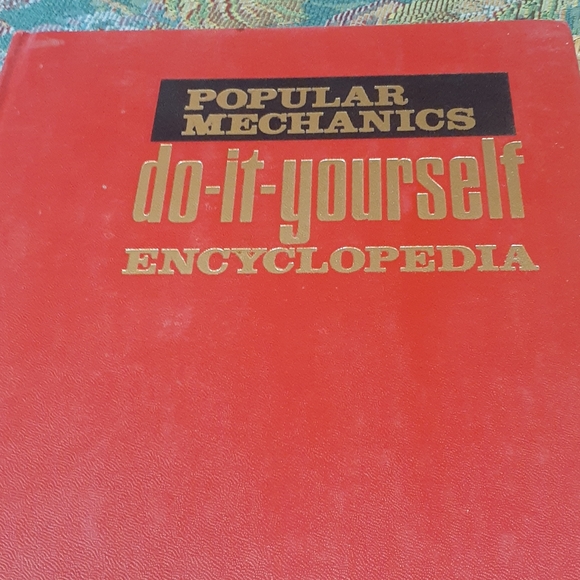 POPULAR
MECHANICS
do-it-yourself
ENCYCLOPEDIA